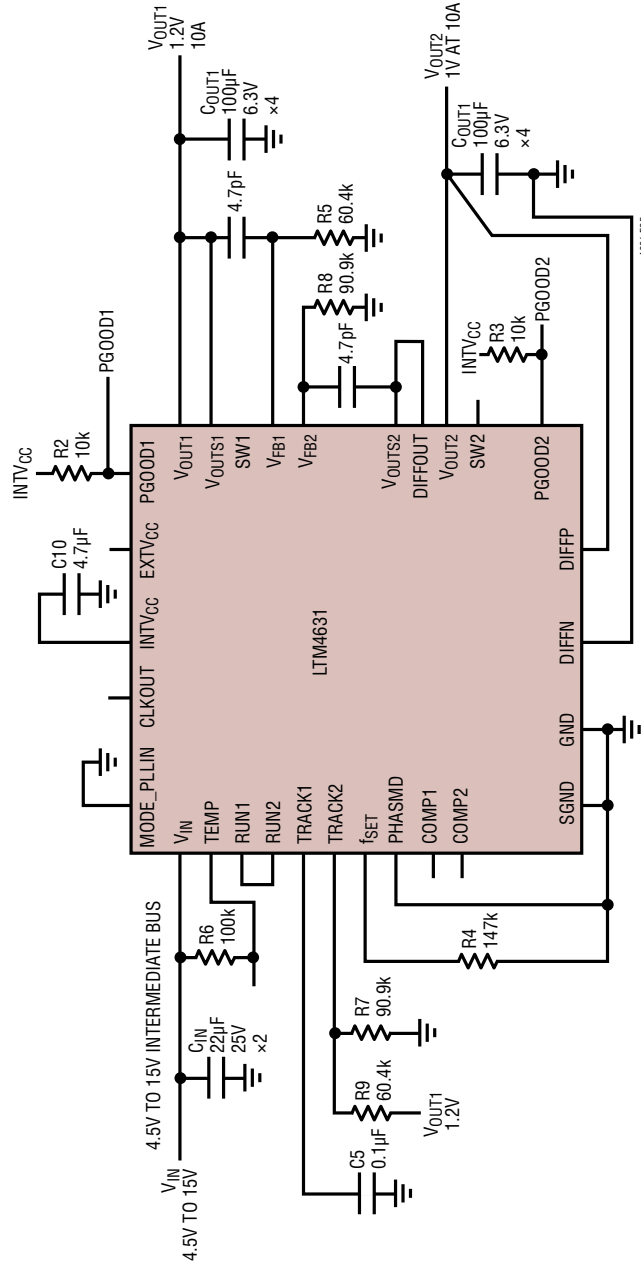 4.5V TO 15V INTERMEDIATE BUS
VIN
4.5V TO 15V
CIN
22µF
25V
×2
R6
100k
C5
0.1µF
R9
60.4k
VOUT1
1.2V
R7
90.9k
R4
147k
MODE_PLLIN
CLKOUT
INTVCC
EXTVCC
PGOOD1
C10
4.7µF
INTVCC
R2
10k
PGOOD1
VIN
TEMP
RUN1
RUN2
TRACK1
TRACK2
fSET
PHASMD
COMP1
COMP2
LTM4631
VOUT1
VOUTS1
SW1
VFB1
VFB2
VOUTS2
DIFFOUT
VOUT2
SW2
PGOOD2
SGND
GND
DIFFN
DIFFP
VOUT1
1.2V
10A
COUT1
100µF
6.3V
×4
4.7pF
R5
60.4k
R8
90.9k
4.7pF
INTVCC
R3
10k
PGOOD2
VOUT2
1V AT 10A
COUT1
100µF
6.3V
×4